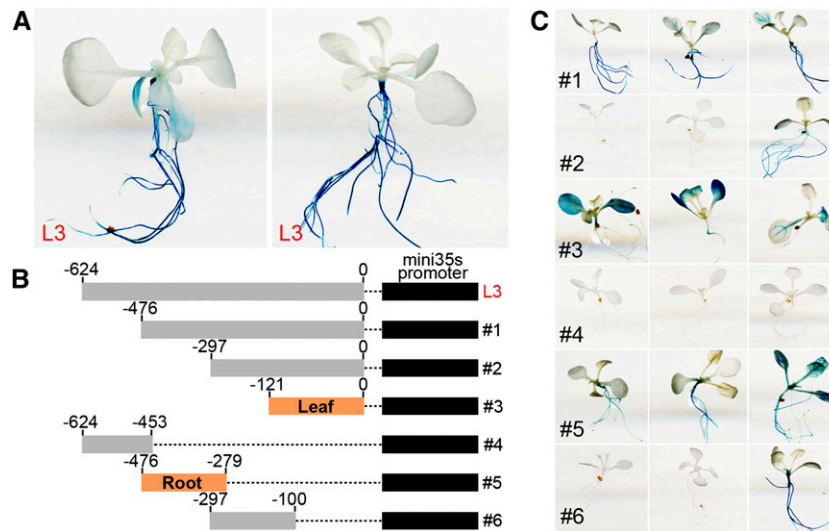 A
L3
L3
B
mini35s
promoter
-624 0
L3
-476 0
#1
-297 0
#2
-121 0
Leaf #3
-624 -453
#4
-476 -279
Root #5
-297 -100
#6
C
#1
#2
#3
#4
#5
#6